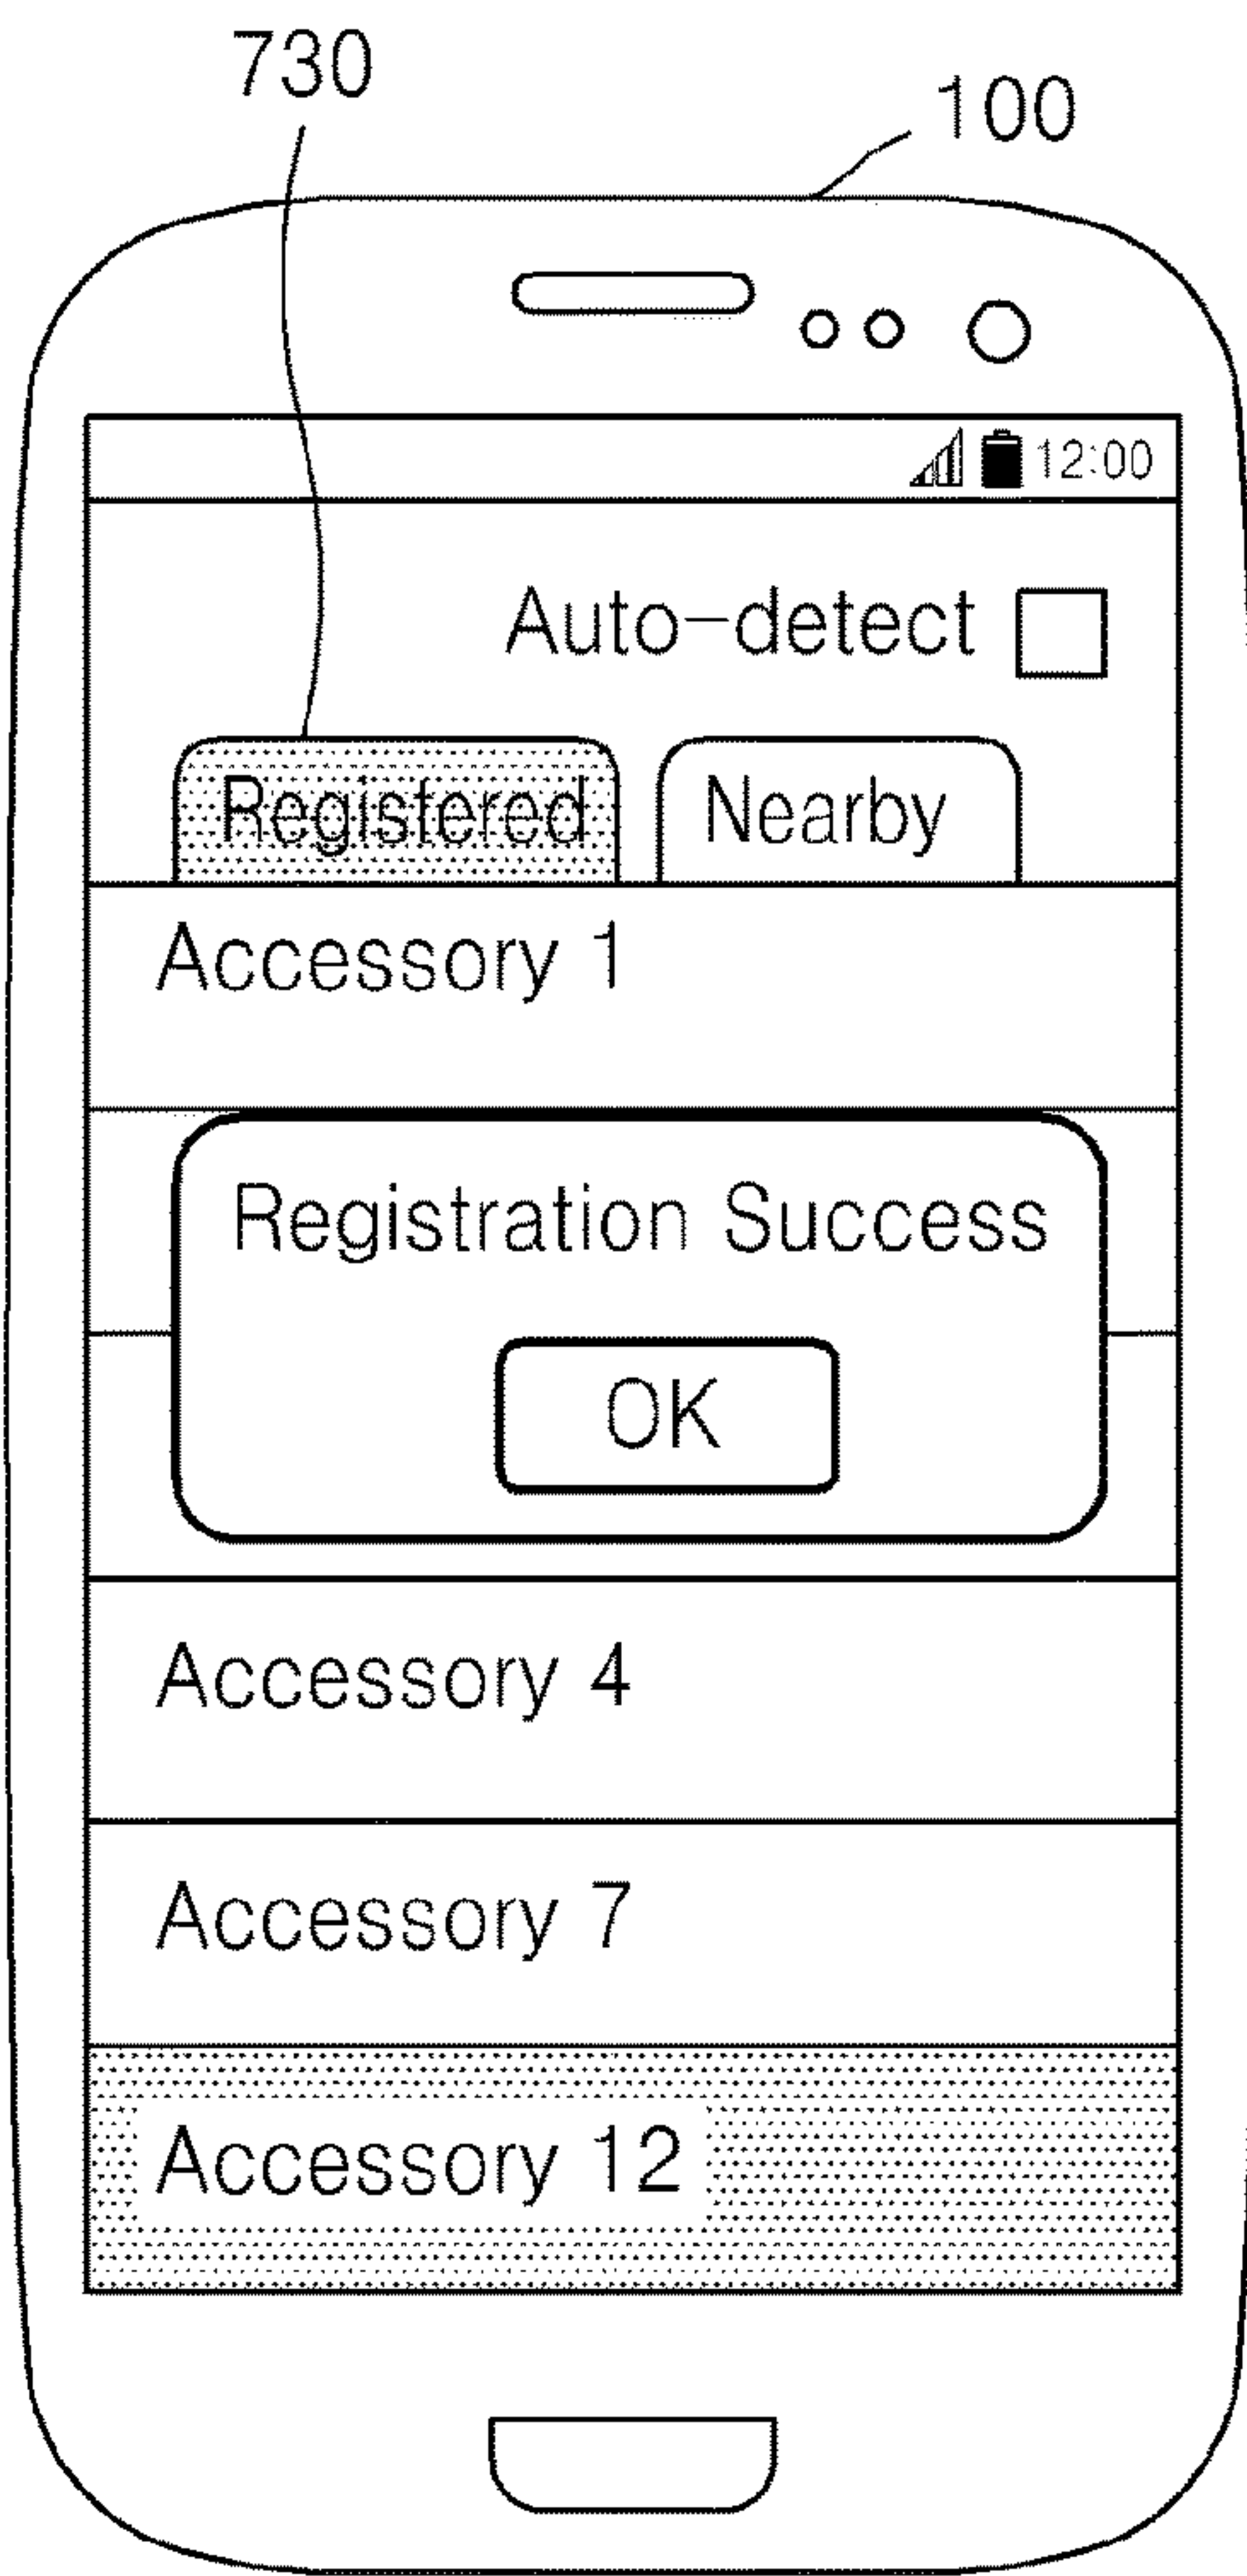 730
100
12:00
Auto-detect
Registered Nearby
Accessory 1
Registration Success
OK
Accessory 4
Accessory 7
Accessory 12